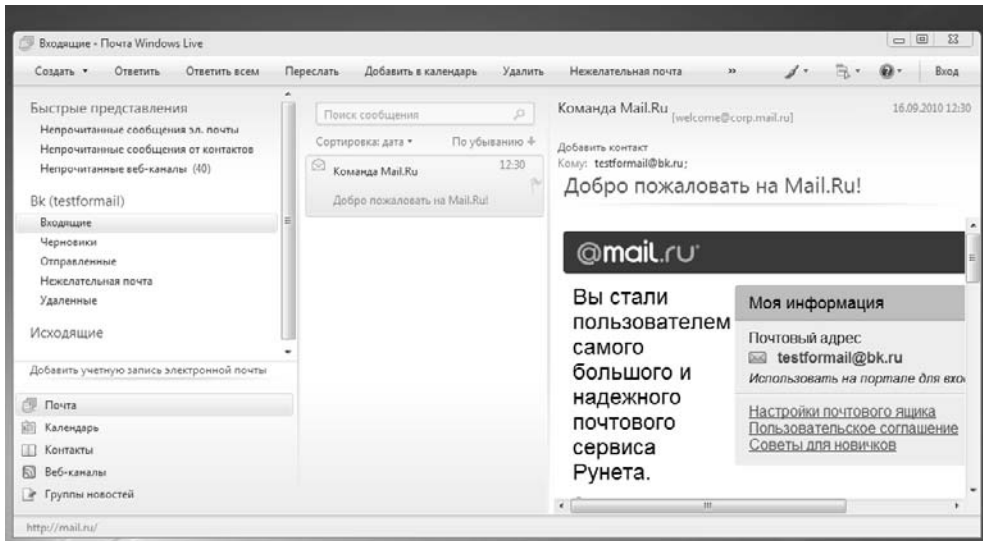 Входящие - Почта Windows Live
Создать Ответить Ответить всем Переслать Добавить в календарь Удалить Нежелательная почта » Вход
Быстрые представления
Непрочитанные сообщения эл. почты
Непрочитанные сообщения от контактов
Непрочитанные веб-каналы (40)
Bk (testformail)
Входящие
Черновики
Отправленные
Нежелательная почта
Удаленные
Исходящие
Добавить учетную запись электронной почты
Почта
Календарь
Контакты
Веб-каналы
Группы новостей
Поиск сообщения
Сортировка: дата По убыванию
Команда Mail.Ru 12:30
Добро пожаловать на Mail.Ru!
Команда Mail.Ru [welcome@corp.mail.ru] 16.09.2010 12:30
Добавить контакт
Кому: testformail@bk.ru;
Добро пожаловать на Mail.Ru!
@mail.ru
Вы стали
пользователем
самого
большого и
надежного
почтового
сервиса
Рунета.
Моя информация
Почтовый адрес
testformail@bk.ru
Использовать на портале для вхо
Настройки почтового ящика
Пользовательское соглашение
Советы для новичков
http://mail.ru/